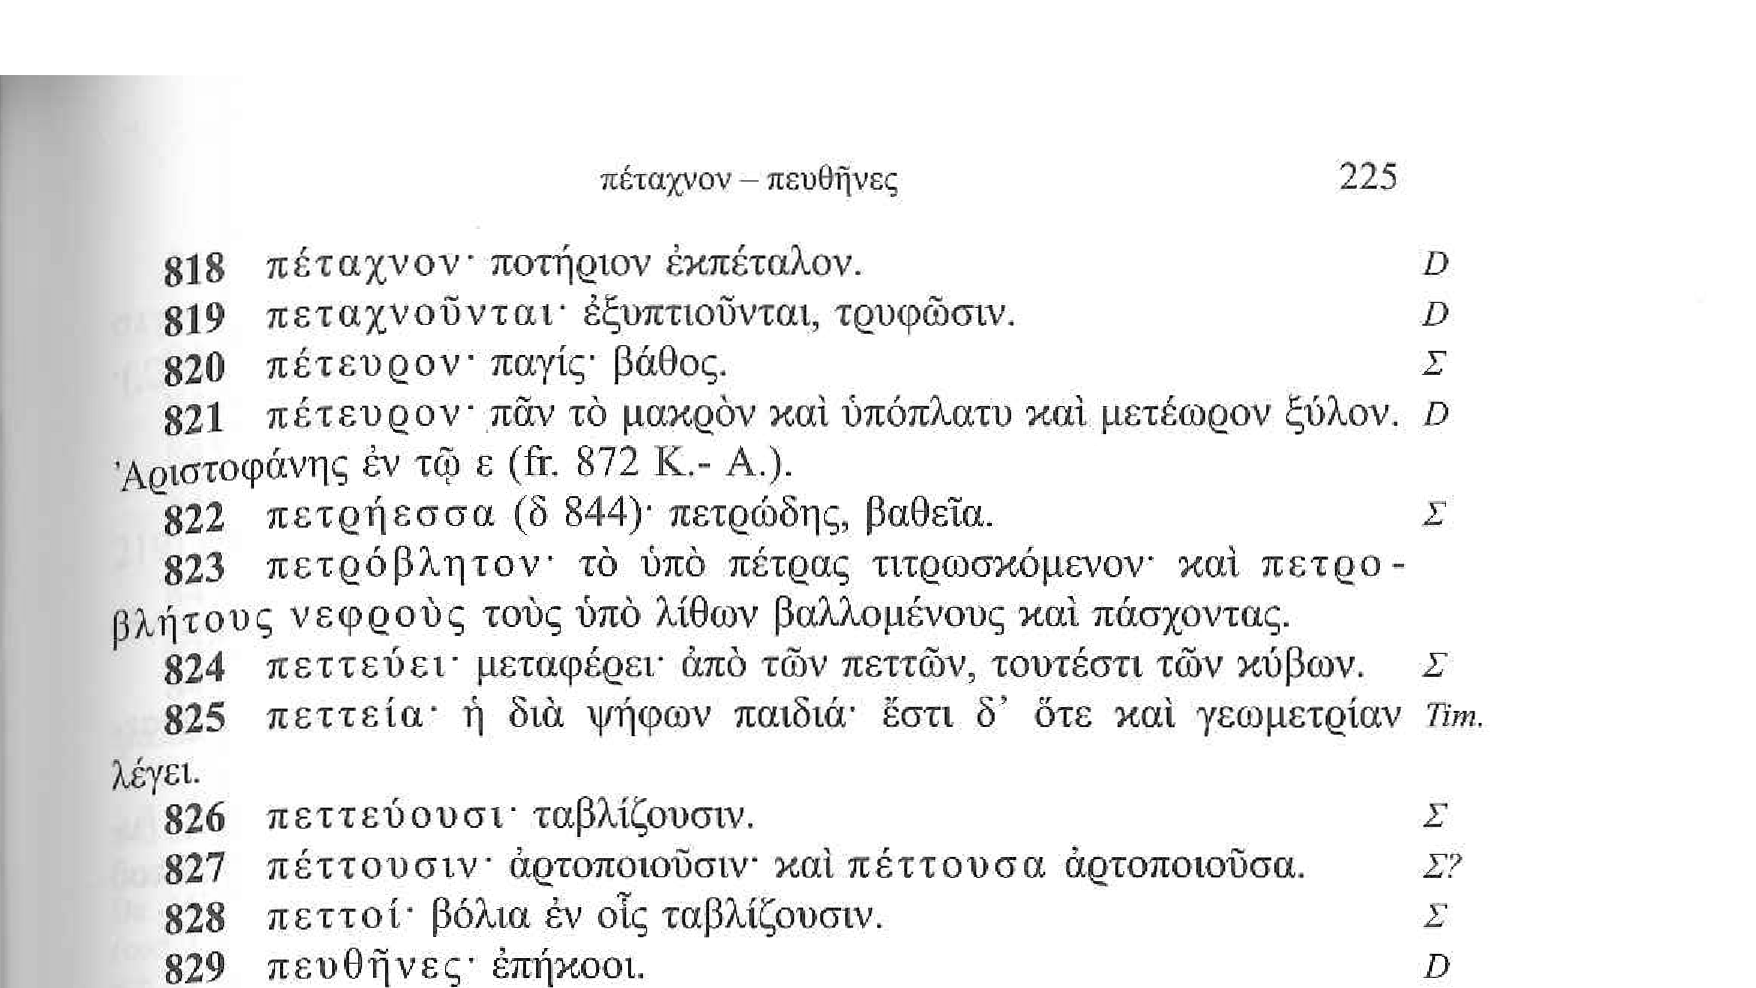 πέταχνον – πευθῆνες 225
818 πέταχνον· ποτήριον ἐκπέταλον. D
819 πεταχνοῦνται· ἐξυπτιοῦνται, τρυφῶσιν. D
820 πέτευρον· παγίς· βάθος. Σ
821 πέτευρον· πᾶν τὸ μακρὸν καὶ ὑπόπλατυ καὶ μετέωρον ξύλον. D
Ἀριστοφάνης ἐν τῷ ε (fr. 872 K.- A.).
822 πετρήεσσα (δ 844)· πετρώδης, βαθεῖα. Σ
823 πετρόβλητον· τὸ ὑπὸ πέτρας τιτρωσκόμενον· καὶ πετρο-
βλήτους νεφροὺς τοὺς ὑπὸ λίθων βαλλομένους καὶ πάσχοντας.
824 πεττεύει· μεταφέρει· ἀπὸ τῶν πεττῶν, τουτέστι τῶν κύβων. Σ
825 πεττεία· ἡ διὰ ψήφων παιδιά· ἔστι δ’ ὅτε καὶ γεωμετρίαν Tim.
λέγει.
826 πεττεύουσι· ταβλίζουσιν. Σ
827 πέττουσιν· ἀρτοποιοῦσιν· καὶ πέττουσα ἀρτοποιοῦσα. Σ?
828 πεττοί· βόλια ἐν οἷς ταβλίζουσιν. Σ
829 πευθῆνες· ἐπήκοοι. D